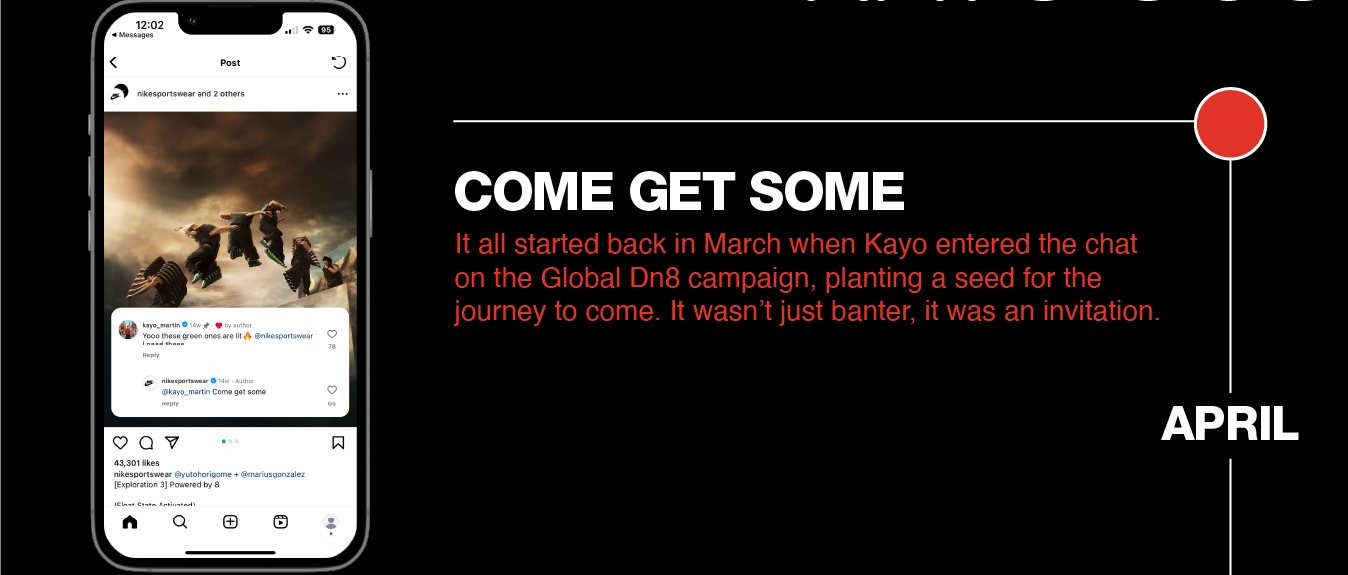 12:02
Messages
95
Post
nikesportswear and 2 others
kayo_martin 14w by author
Yooo these green ones are lit🔥 @nikesportswear
I need these
Reply
78
nikesportswear 14w · Author
@kayo_martin Come get some
Reply
65
43,301 likes
nikesportswear @yutohorigome + @mariusgonzalez
[Exploration 3] Powered by 8
(Float State Activated)
COME GET SOME
It all started back in March when Kayo entered the chat
on the Global Dn8 campaign, planting a seed for the
journey to come. It wasn’t just banter, it was an invitation.
APRIL